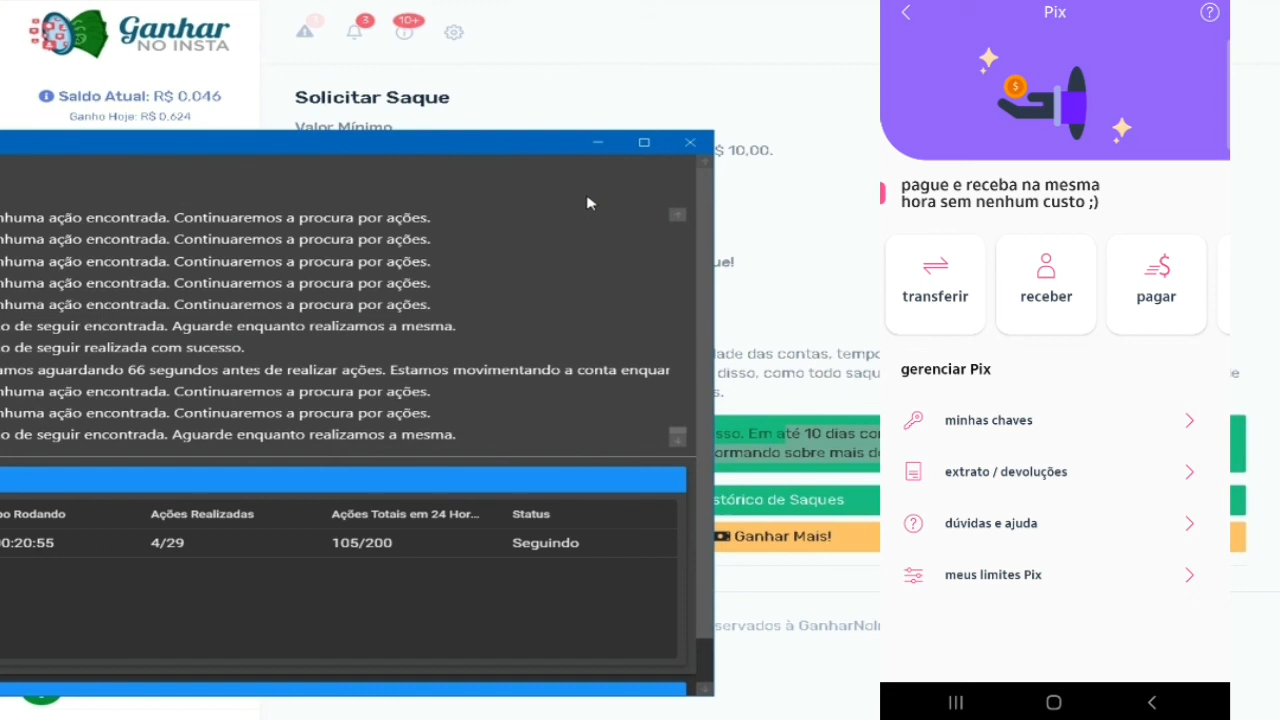 Ganhar
NO INSTA
Saldo Atual: R$ 0,046
Ganho Hoje: R$ 0,624
3
10+
Solicitar Saque
Valor Mínimo
$ 10,00.
ue!
nhuma ação encontrada. Continuaremos a procura por ações.
nhuma ação encontrada. Continuaremos a procura por ações.
nhuma ação encontrada. Continuaremos a procura por ações.
nhuma ação encontrada. Continuaremos a procura por ações.
nhuma ação encontrada. Continuaremos a procura por ações.
o de seguir encontrada. Aguarde enquanto realizamos a mesma.
o de seguir realizada com sucesso.
amos aguardando 66 segundos antes de realizar ações. Estamos movimentando a conta enquar
nhuma ação encontrada. Continuaremos a procura por ações.
nhuma ação encontrada. Continuaremos a procura por ações.
o de seguir encontrada. Aguarde enquanto realizamos a mesma.
po Rodando Ações Realizadas Ações Totais em 24 Hor... Status
0:20:55 4/29 105/200 Seguindo
dade das contas, tempo
disso, como todo saqu
s.
sso. Em até 10 dias co
ormando sobre mais de
stórico de Saques
Ganhar Mais!
servados à GanharNoIn
de
Pix
pague e receba na mesma
hora sem nenhum custo ;)
transferir
receber
pagar
gerenciar Pix
minhas chaves
extrato / devoluções
dúvidas e ajuda
meus limites Pix